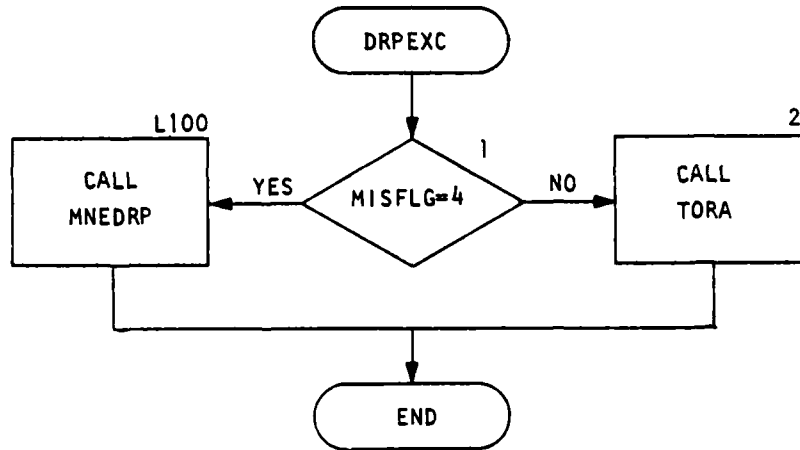 DRPEXC
L100
1
2
CALL
MNEDRP
YES
MISFLG=4
NO
CALL
TORA
END